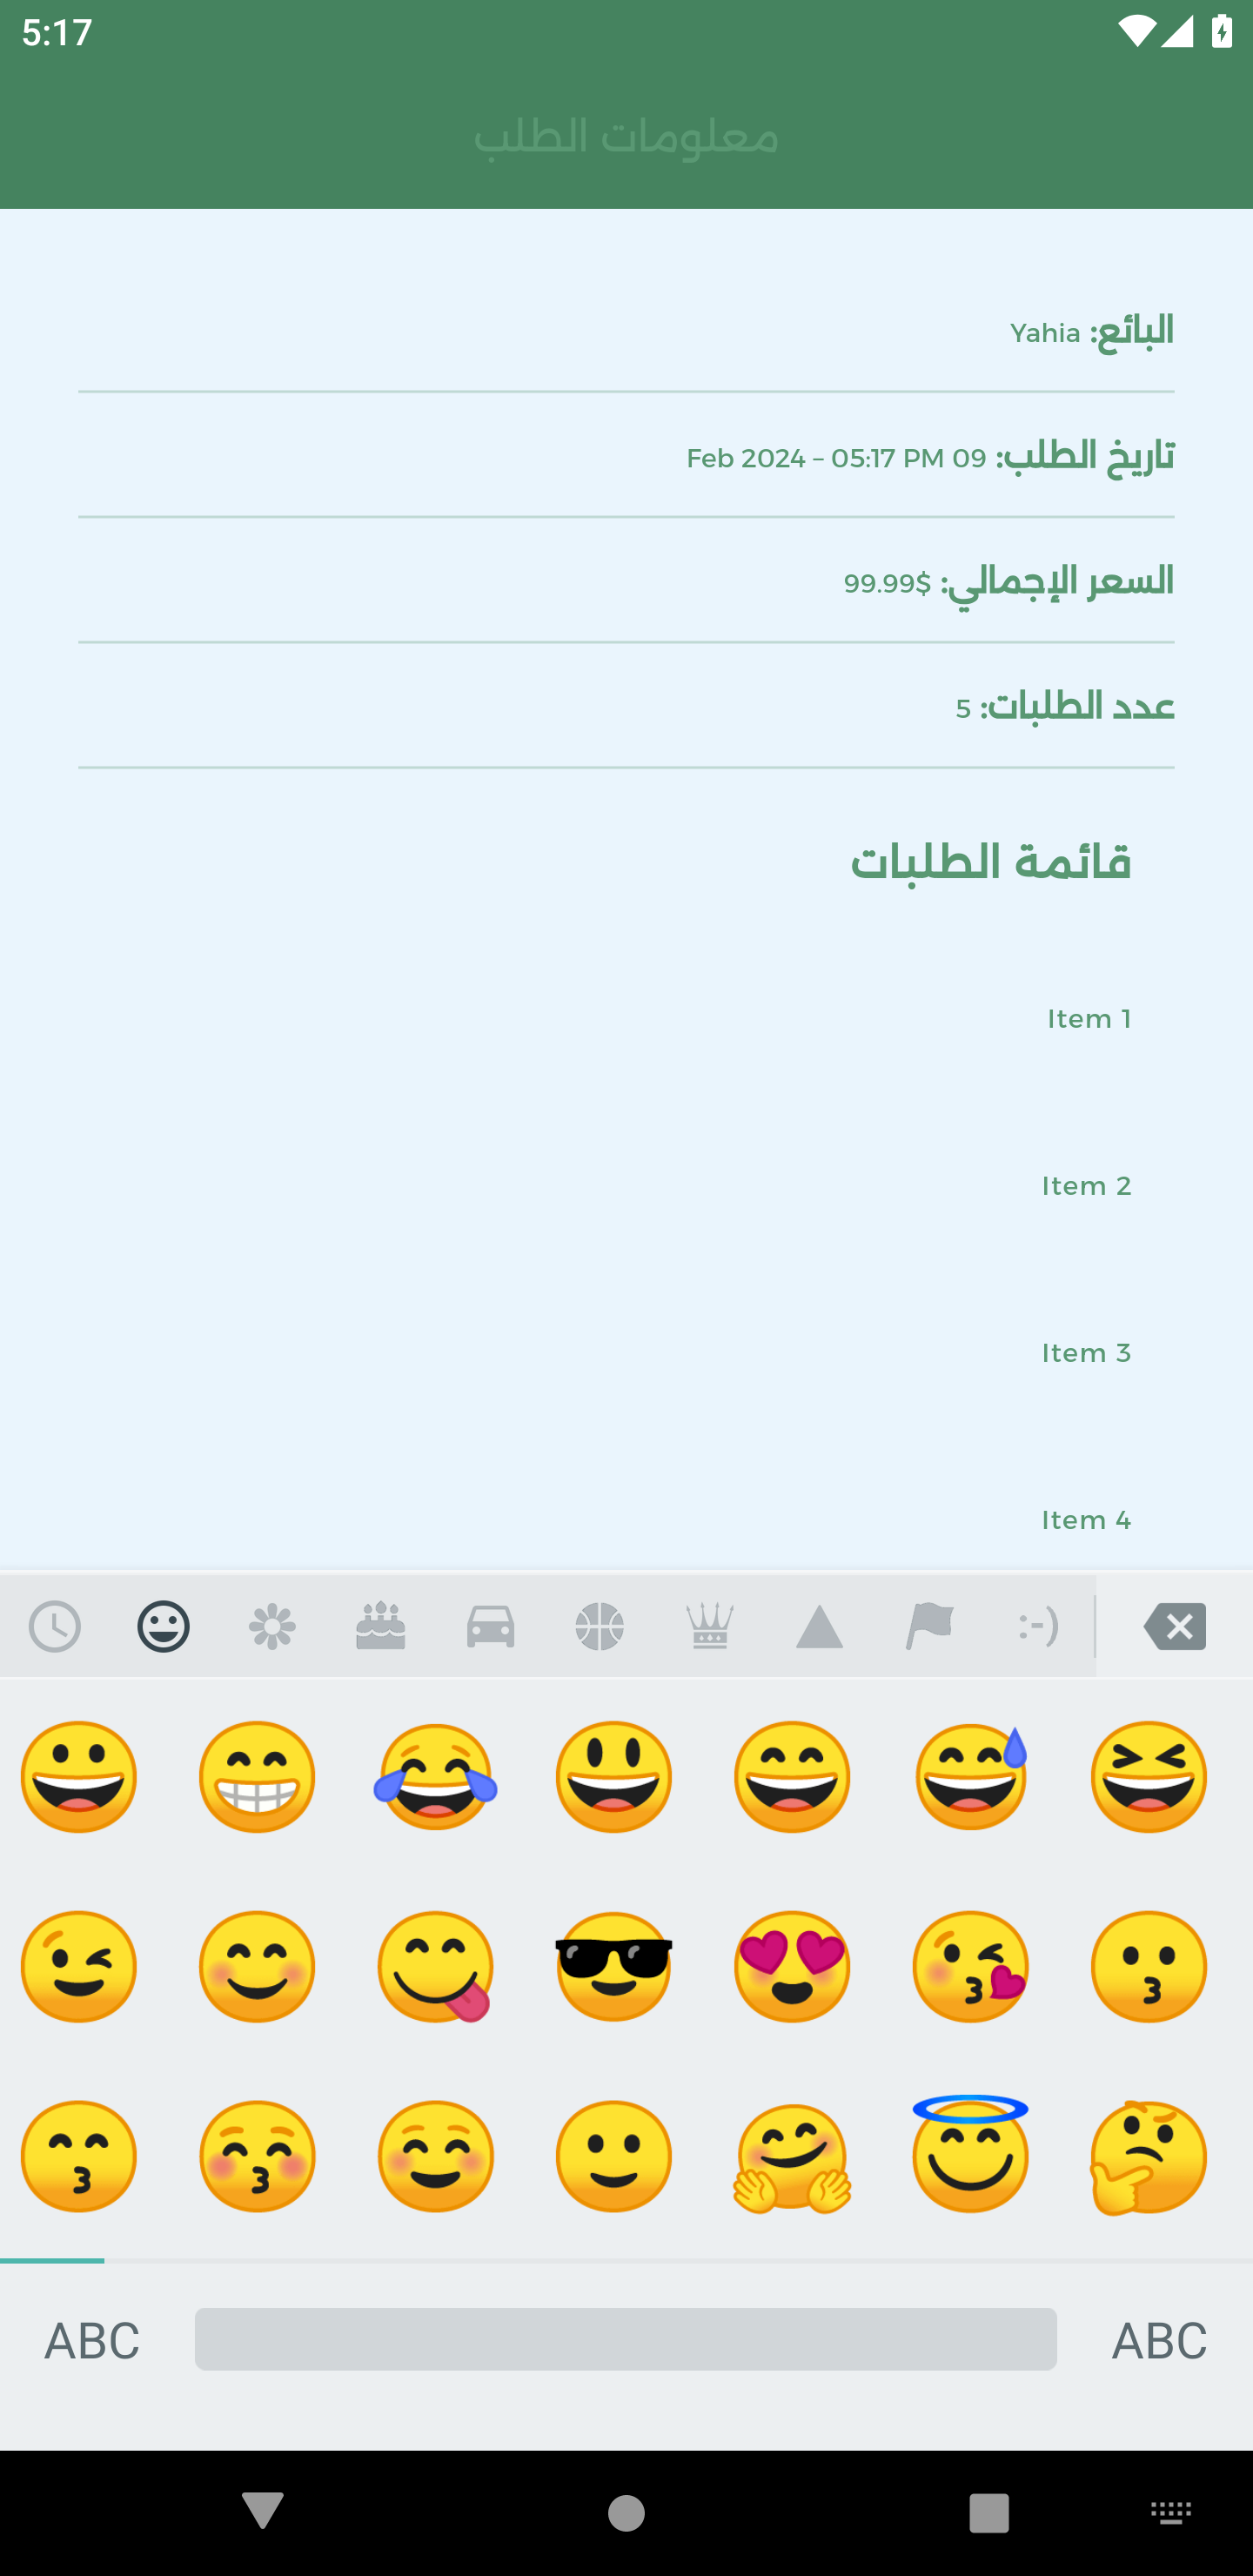 5:17
معلومات الطلب
البائع: Yahia
تاريخ الطلب: 09 Feb 2024 – 05:17 PM
السعر الإجمالي: 99.99$
عدد الطلبات: 5
قائمة الطلبات
Item 1
Item 2
Item 3
Item 4
:-)
ABC ABC